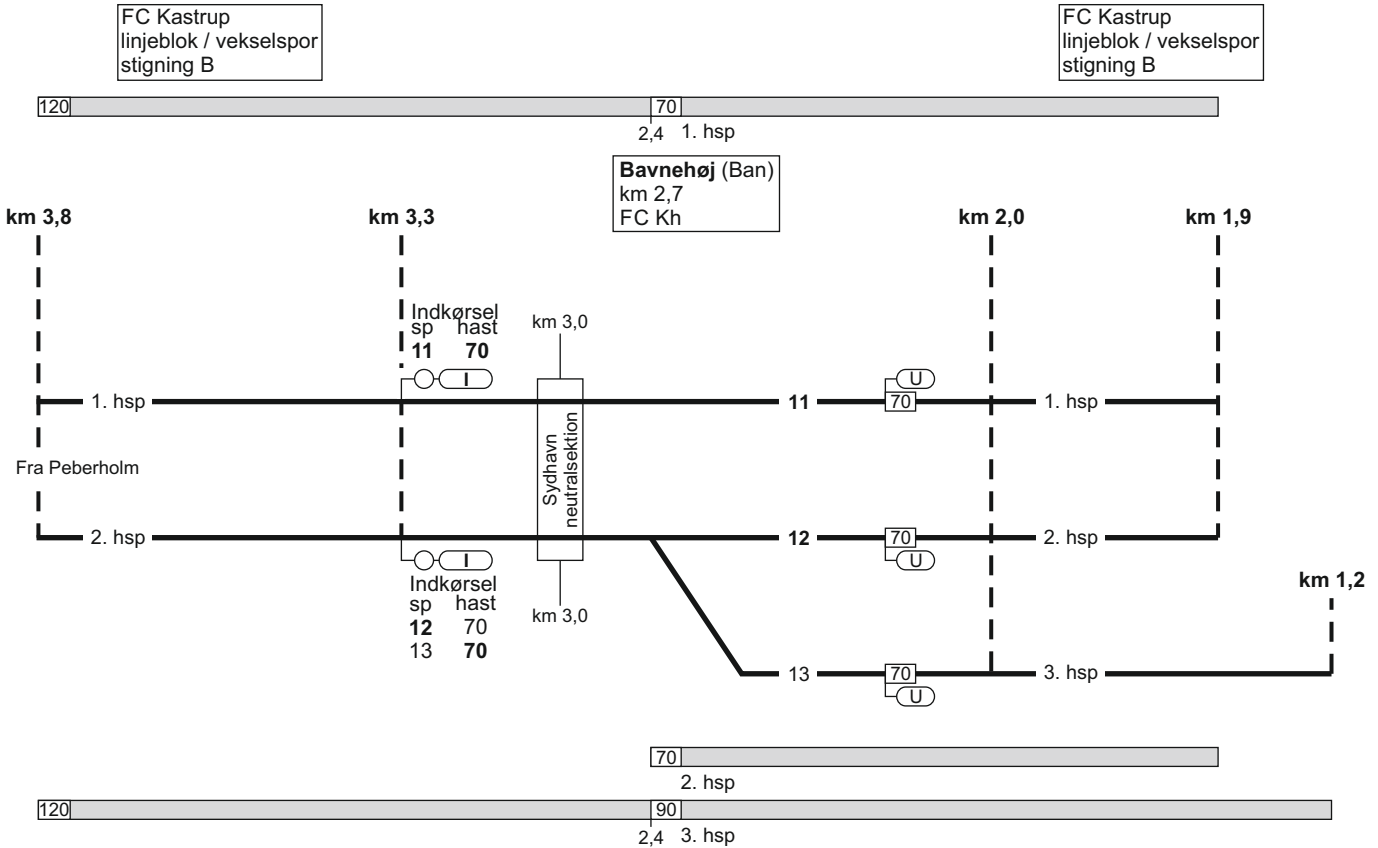 FC Kastrup
linjeblok / vekselspor
stigning B
FC Kastrup
linjeblok / vekselspor
stigning B
120
70
2,4 1. hsp
Bavnehøj (Ban)
km 2,7
FC Kh
km 3,8
km 3,3
km 2,0
km 1,9
Indkørsel
sp hast
11 70
I
km 3,0
U
1. hsp
11
70
1. hsp
Fra Peberholm
Sydhavn
neutralsektion
2. hsp
12
70
2. hsp
I
U
Indkørsel
sp hast
12 70
13 70
km 3,0
km 1,2
13
70
3. hsp
U
70
2. hsp
120
90
2,4 3. hsp